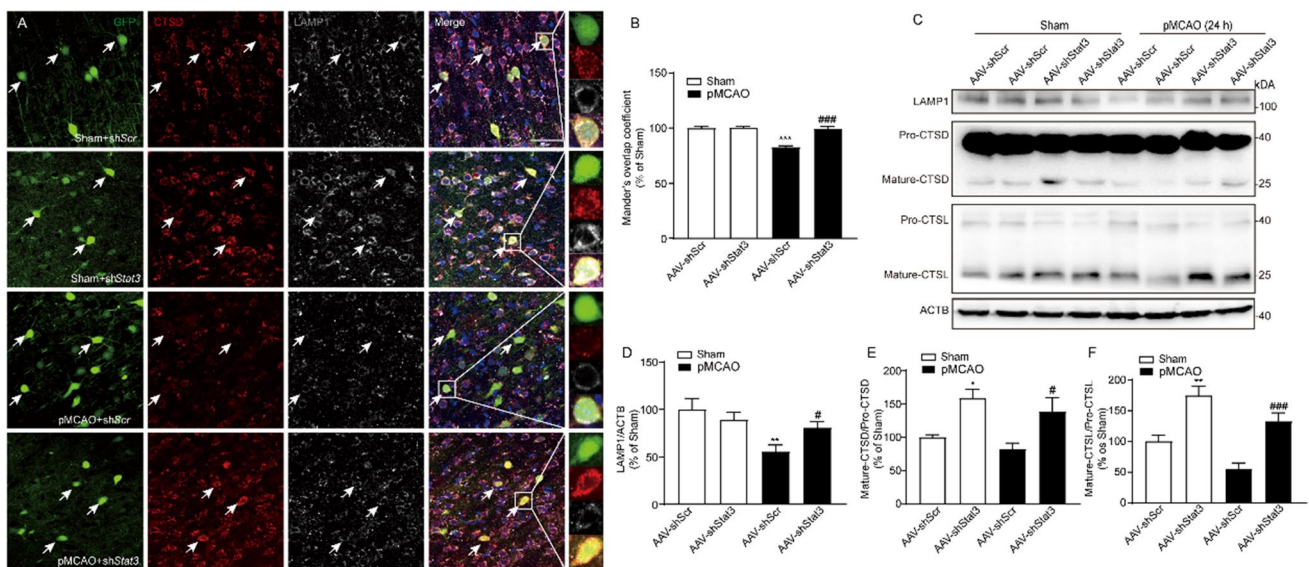 A
GFP
CTSD
LAMP1
Merge
Sham+shScr
Sham+shStat3
pMCAO+shScr
pMCAO+shStat3
B
Sham
pMCAO
Mander's overlap coefficient
(% of Sham)
150
100
50
0
^^^
###
AAV-shScr
AAV-shStat3
AAV-shScr
AAV-shStat3
C
Sham
pMCAO (24 h)
AAV-shScr
AAV-shScr
AAV-shStat3
AAV-shStat3
AAV-shScr
AAV-shScr
AAV-shStat3
AAV-shStat3
kDA
LAMP1
-100
Pro-CTSD
-40
Mature-CTSD
-25
Pro-CTSL
-40
Mature-CTSL
-25
ACTB
-40
D
Sham
pMCAO
LAMP1/ACTB
(% of Sham)
150
100
50
0
**
#
AAV-shScr
AAV-shStat3
AAV-shScr
AAV-shStat3
E
Sham
pMCAO
Mature-CTSD/Pro-CTSD
(% of Sham)
200
150
100
50
0
*
#
AAV-shScr
AAV-shStat3
AAV-shScr
AAV-shStat3
F
Sham
pMCAO
Mature-CTSL/Pro-CTSL
(% os Sham)
200
150
100
50
0
**
###
AAV-shScr
AAV-shStat3
AAV-shScr
AAV-shStat3